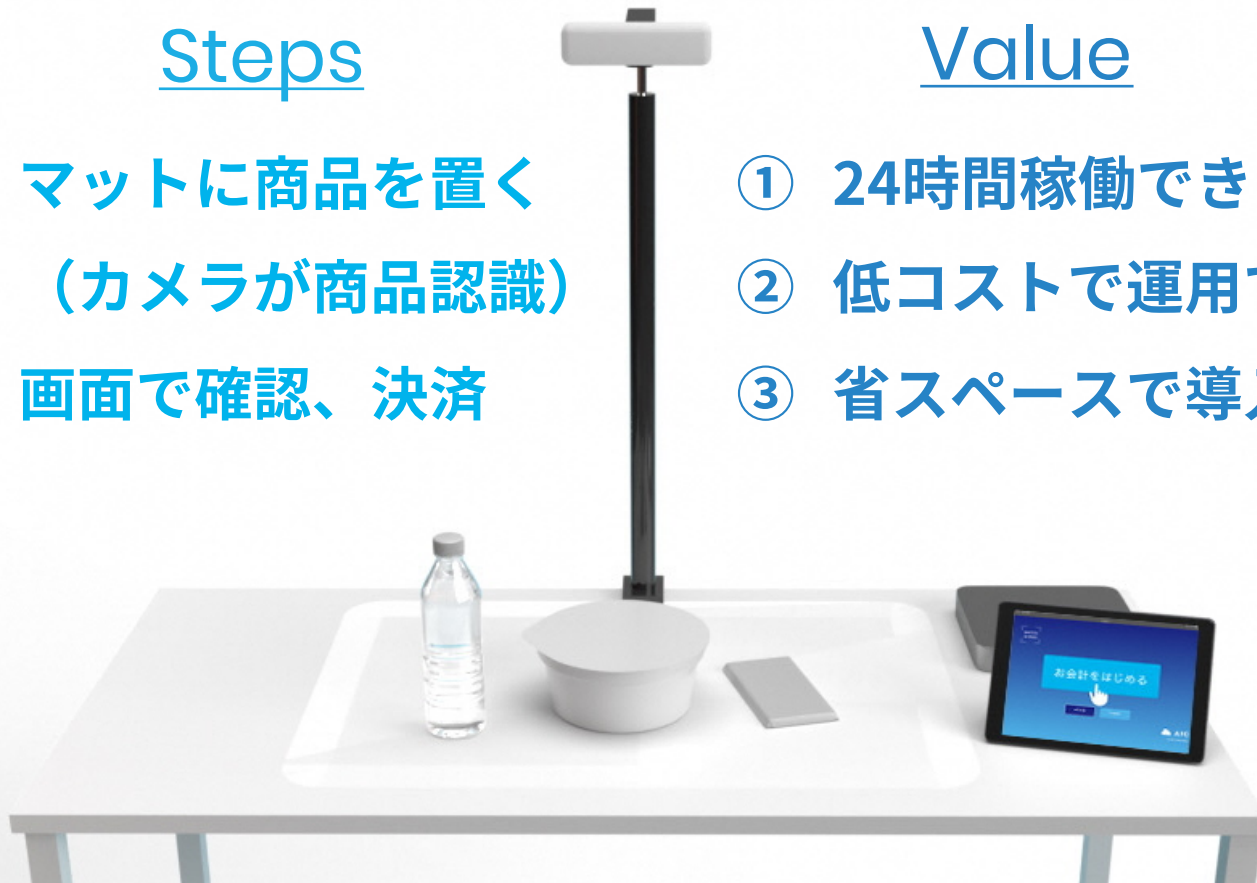 Steps
マットに商品を置く
（カメラが商品認識）
画面で確認、決済
Value
① 24時間稼働でき
② 低コストで運用
③ 省スペースで導
お会計をはじめる